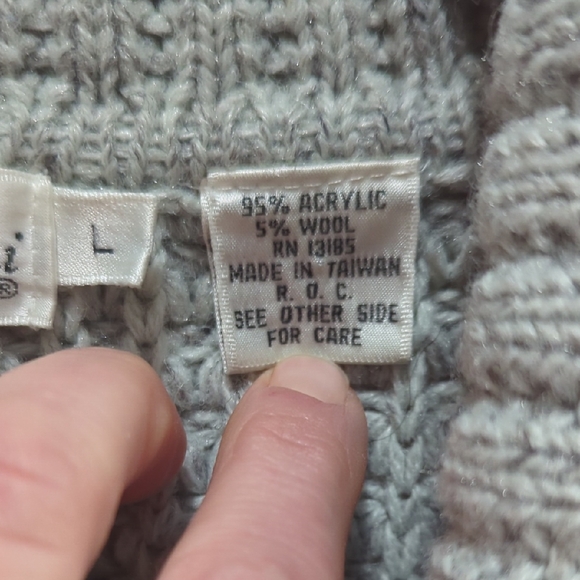 i
®
L
95% ACRYLIC
5% WOOL
RN 13185
MADE IN TAIWAN
R. O. C.
SEE OTHER SIDE
FOR CARE